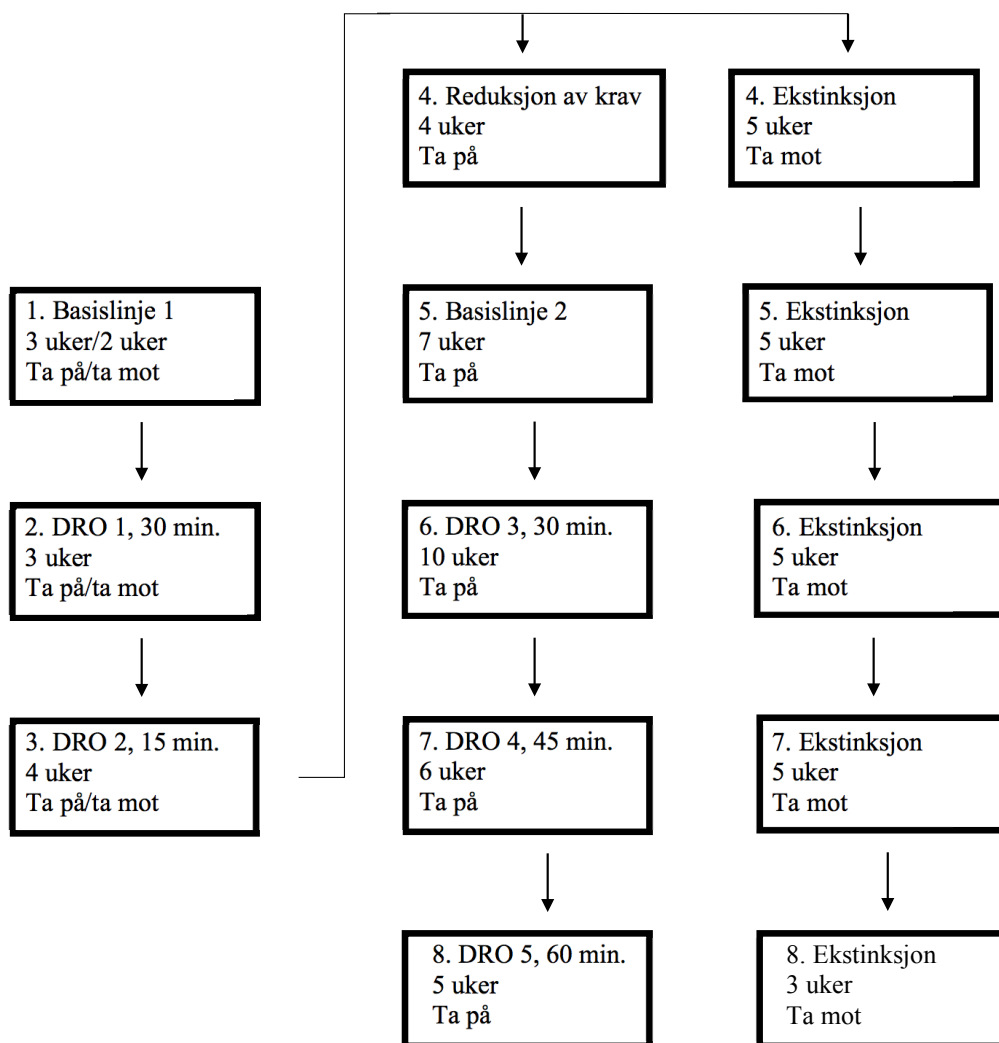 1. Basislinje 1
3 uker/2 uker
Ta på/ta mot
2. DRO 1, 30 min.
3 uker
Ta på/ta mot
3. DRO 2, 15 min.
4 uker
Ta på/ta mot
4. Reduksjon av krav
4 uker
Ta på
5. Basislinje 2
7 uker
Ta på
6. DRO 3, 30 min.
10 uker
Ta på
7. DRO 4, 45 min.
6 uker
Ta på
8. DRO 5, 60 min.
5 uker
Ta på
4. Ekstinksjon
5 uker
Ta mot
5. Ekstinksjon
5 uker
Ta mot
6. Ekstinksjon
5 uker
Ta mot
7. Ekstinksjon
5 uker
Ta mot
8. Ekstinksjon
3 uker
Ta mot